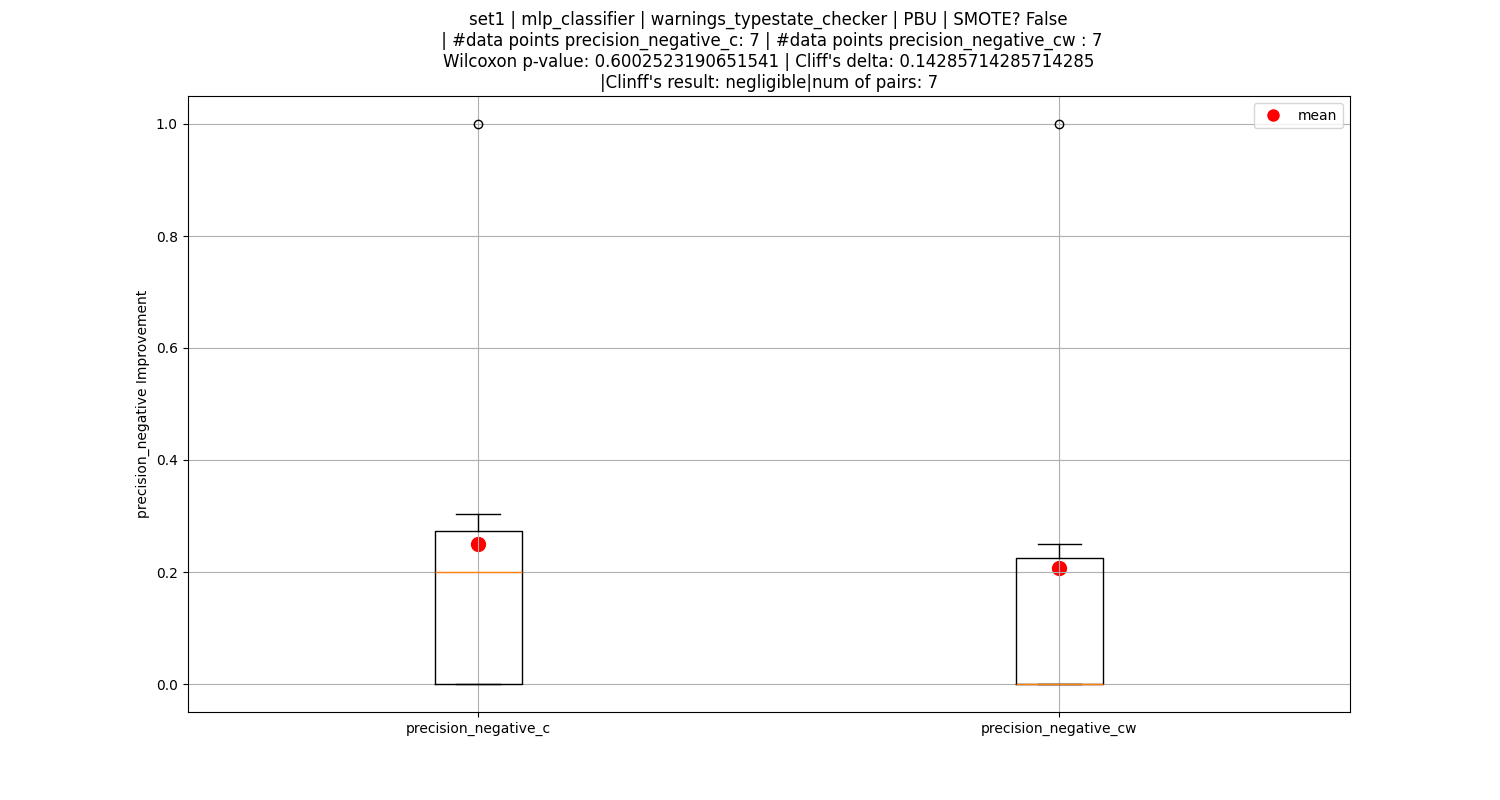 set1 | mlp_classifier | warnings_typestate_checker | PBU | SMOTE? False
| #data points precision_negative_c: 7 | #data points precision_negative_cw : 7
Wilcoxon p-value: 0.6002523190651541 | Cliff's delta: 0.14285714285714285
|Clinff's result: negligible|num of pairs: 7
mean
precision_negative Improvement
1.0
0.8
0.6
0.4
0.2
0.0
precision_negative_c
precision_negative_cw